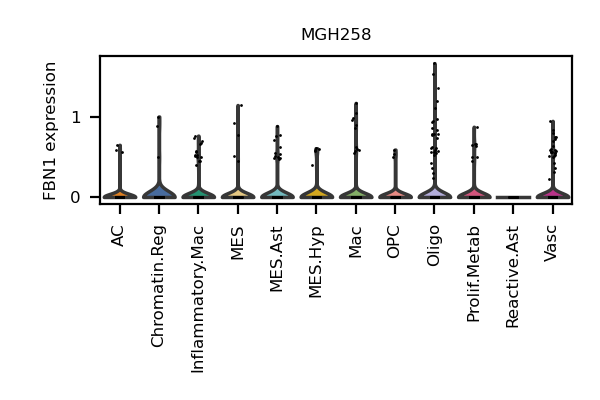 MGH258
FBN1 expression
1
0
AC
Chromatin.Reg
Inflammatory.Mac
MES
MES.Ast
MES.Hyp
Mac
OPC
Oligo
Prolif.Metab
Reactive.Ast
Vasc